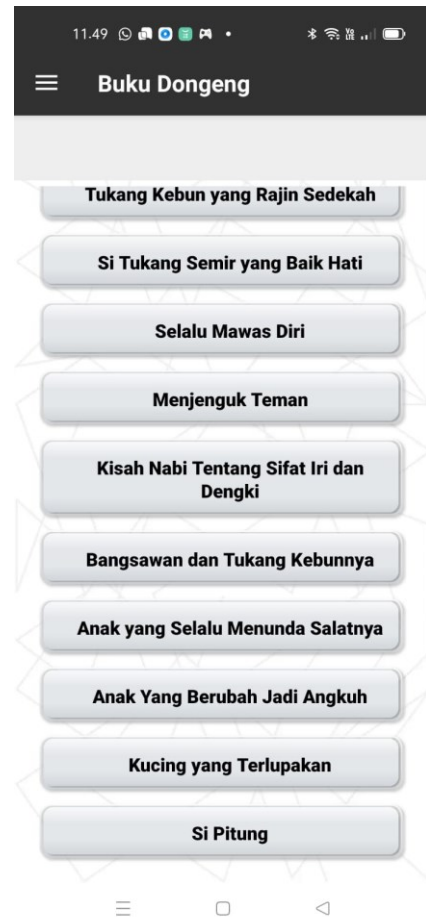 11.49
Buku Dongeng
Tukang Kebun yang Rajin Sedekah
Si Tukang Semir yang Baik Hati
Selalu Mawas Diri
Menjenguk Teman
Kisah Nabi Tentang Sifat Iri dan
Dengki
Bangsawan dan Tukang Kebunnya
Anak yang Selalu Menunda Salatnya
Anak Yang Berubah Jadi Angkuh
Kucing yang Terlupakan
Si Pitung